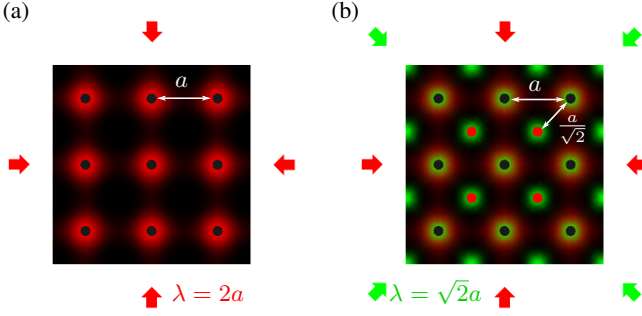 (a)
(b)
a
a
a/√2
λ = 2a
λ = √2a